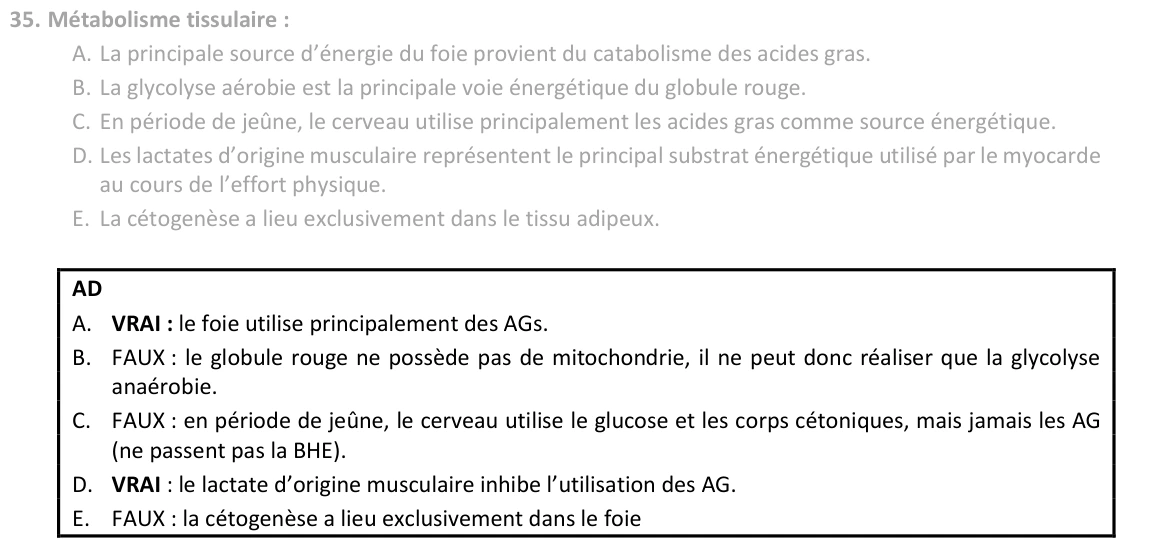 35. Métabolisme tissulaire :
A. La principale source d’énergie du foie provient du catabolisme des acides gras.
B. La glycolyse aérobie est la principale voie énergétique du globule rouge.
C. En période de jeûne, le cerveau utilise principalement les acides gras comme source énergétique.
D. Les lactates d’origine musculaire représentent le principal substrat énergétique utilisé par le myocarde
au cours de l’effort physique.
E. La cétogenèse a lieu exclusivement dans le tissu adipeux.
AD
A. VRAI : le foie utilise principalement des AGs.
B. FAUX : le globule rouge ne possède pas de mitochondrie, il ne peut donc réaliser que la glycolyse
anaérobie.
C. FAUX : en période de jeûne, le cerveau utilise le glucose et les corps cétoniques, mais jamais les AG
(ne passent pas la BHE).
D. VRAI : le lactate d’origine musculaire inhibe l’utilisation des AG.
E. FAUX : la cétogenèse a lieu exclusivement dans le foie